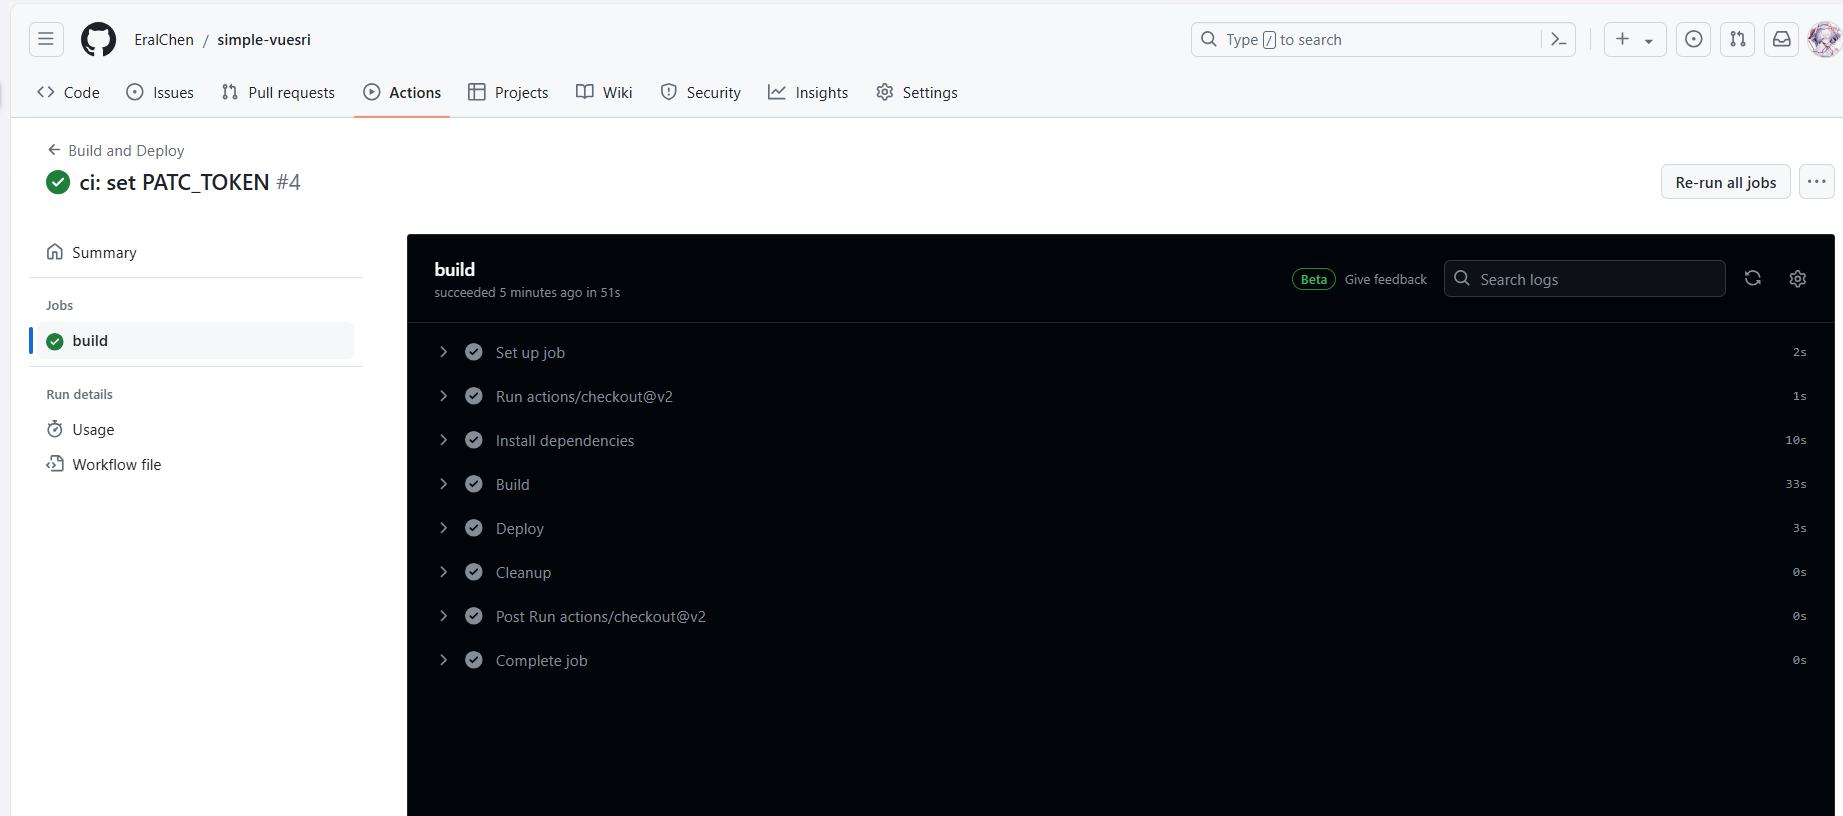 EralChen / simple-vuesri
Type / to search
Code Issues Pull requests Actions Projects Wiki Security Insights Settings
Build and Deploy
ci: set PATC_TOKEN #4
Re-run all jobs
Summary
Jobs
build
Run details
Usage
Workflow file
build
succeeded 5 minutes ago in 51s
Beta Give feedback Search logs
Set up job 2s
Run actions/checkout@v2 1s
Install dependencies 10s
Build 33s
Deploy 3s
Cleanup 0s
Post Run actions/checkout@v2 0s
Complete job 0s